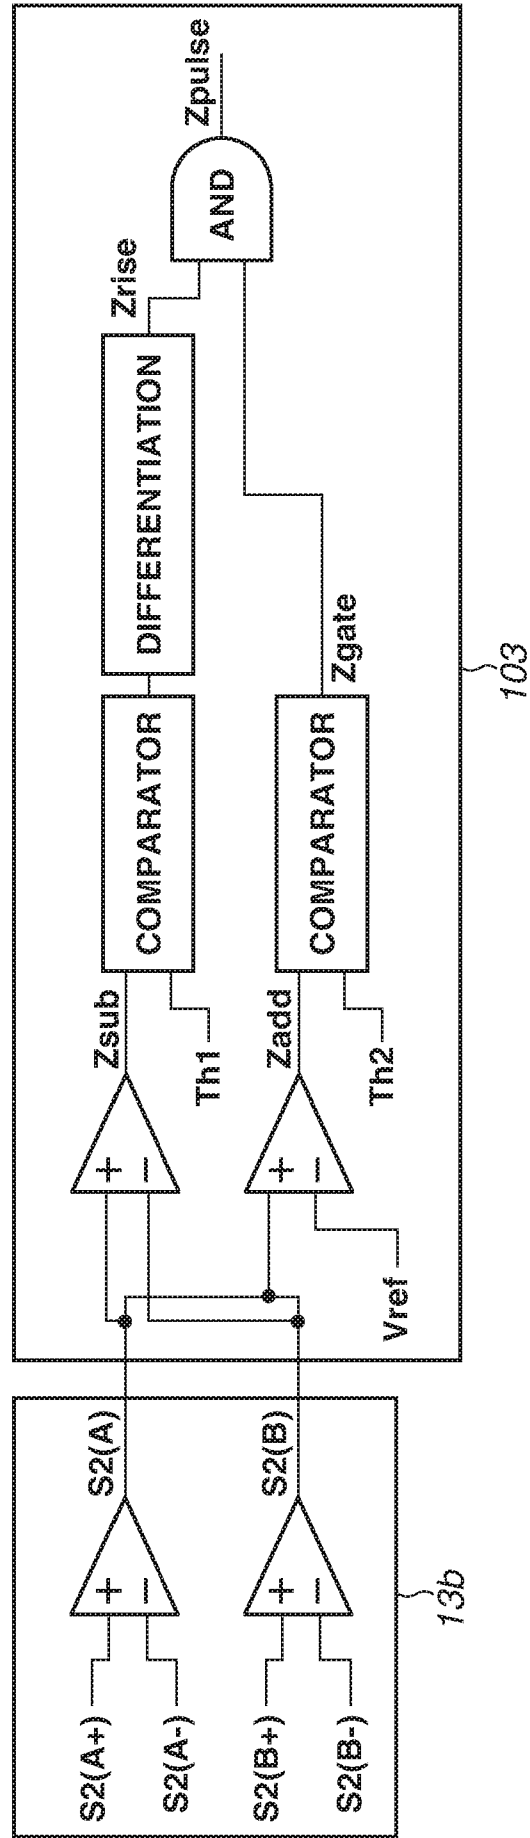 S2(A+)
S2(A-)
S2(B+)
S2(B-)
+
−
+
−
S2(A)
S2(B)
13b
Vref
+
−
+
−
Zsub
Th1
Zadd
Th2
COMPARATOR
COMPARATOR
DIFFERENTIATION
Zgate
Zrise
AND
Zpulse
103